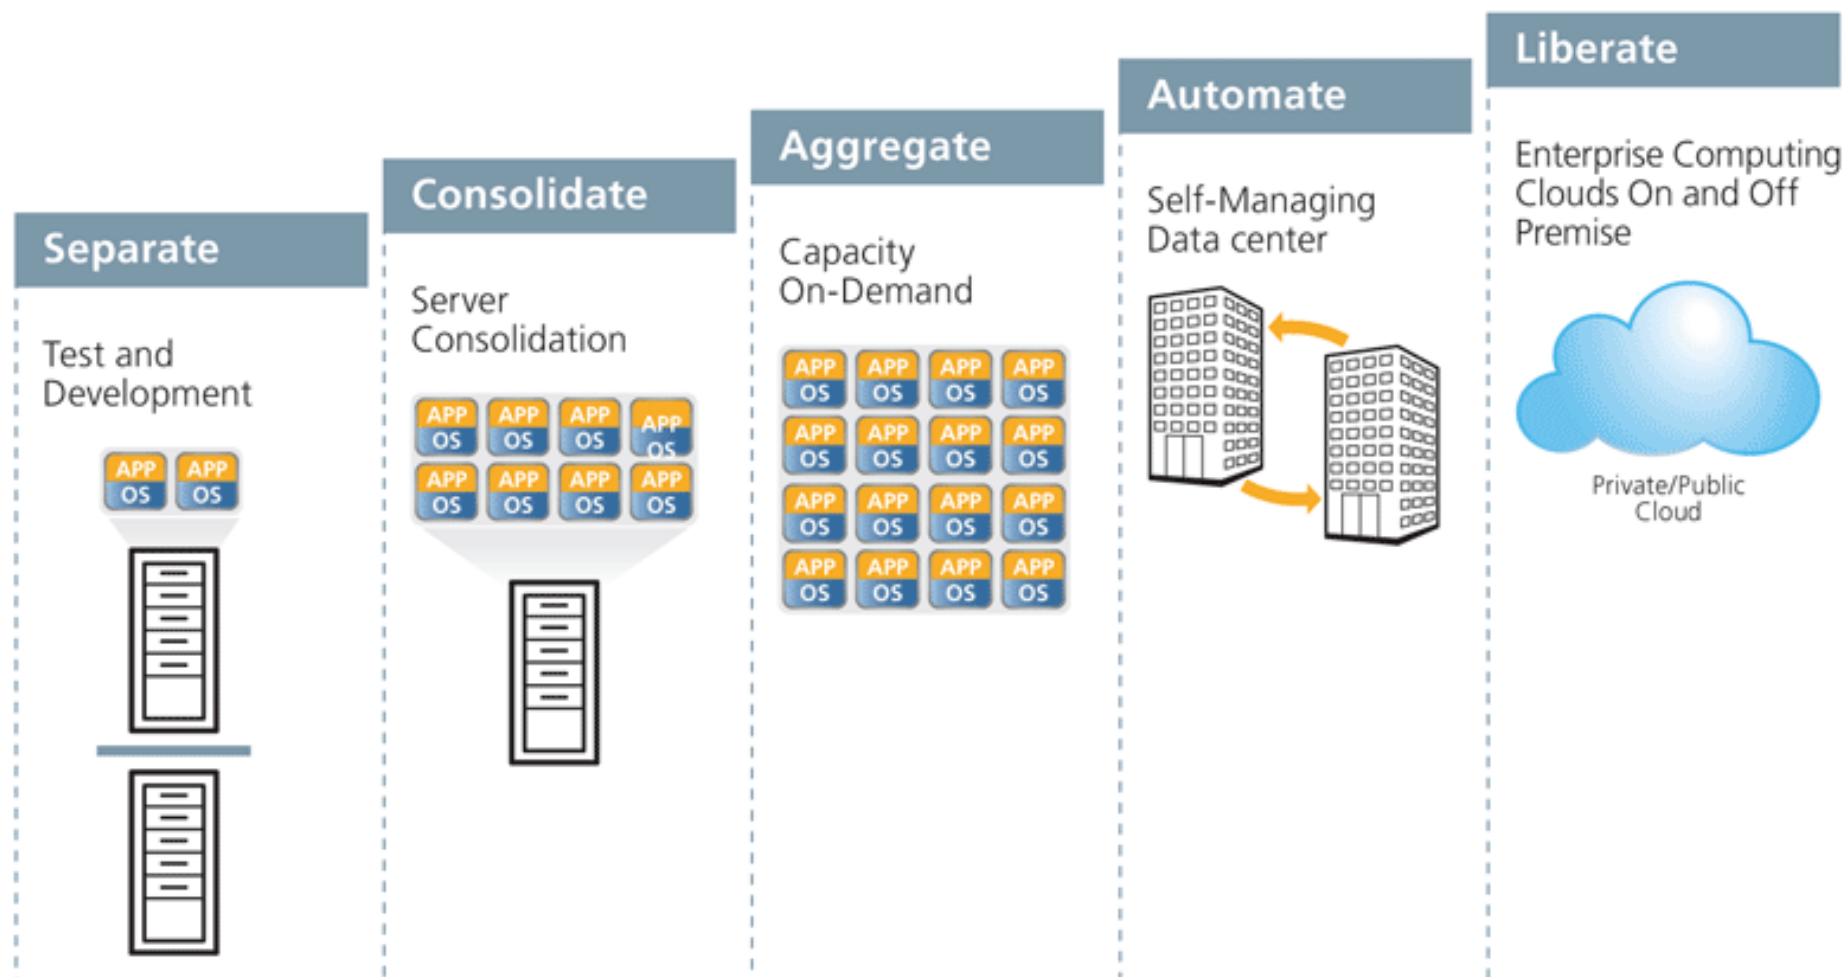 Separate
Test and
Development
APP APP
OS OS
Consolidate
Server
Consolidation
APP APP APP APP
OS OS OS OS
APP APP APP APP
OS OS OS OS
Aggregate
Capacity
On-Demand
APP APP APP APP
OS OS OS OS
APP APP APP APP
OS OS OS OS
APP APP APP APP
OS OS OS OS
APP APP APP APP
OS OS OS OS
Automate
Self-Managing
Data center
Liberate
Enterprise Computing
Clouds On and Off
Premise
Private/Public
Cloud